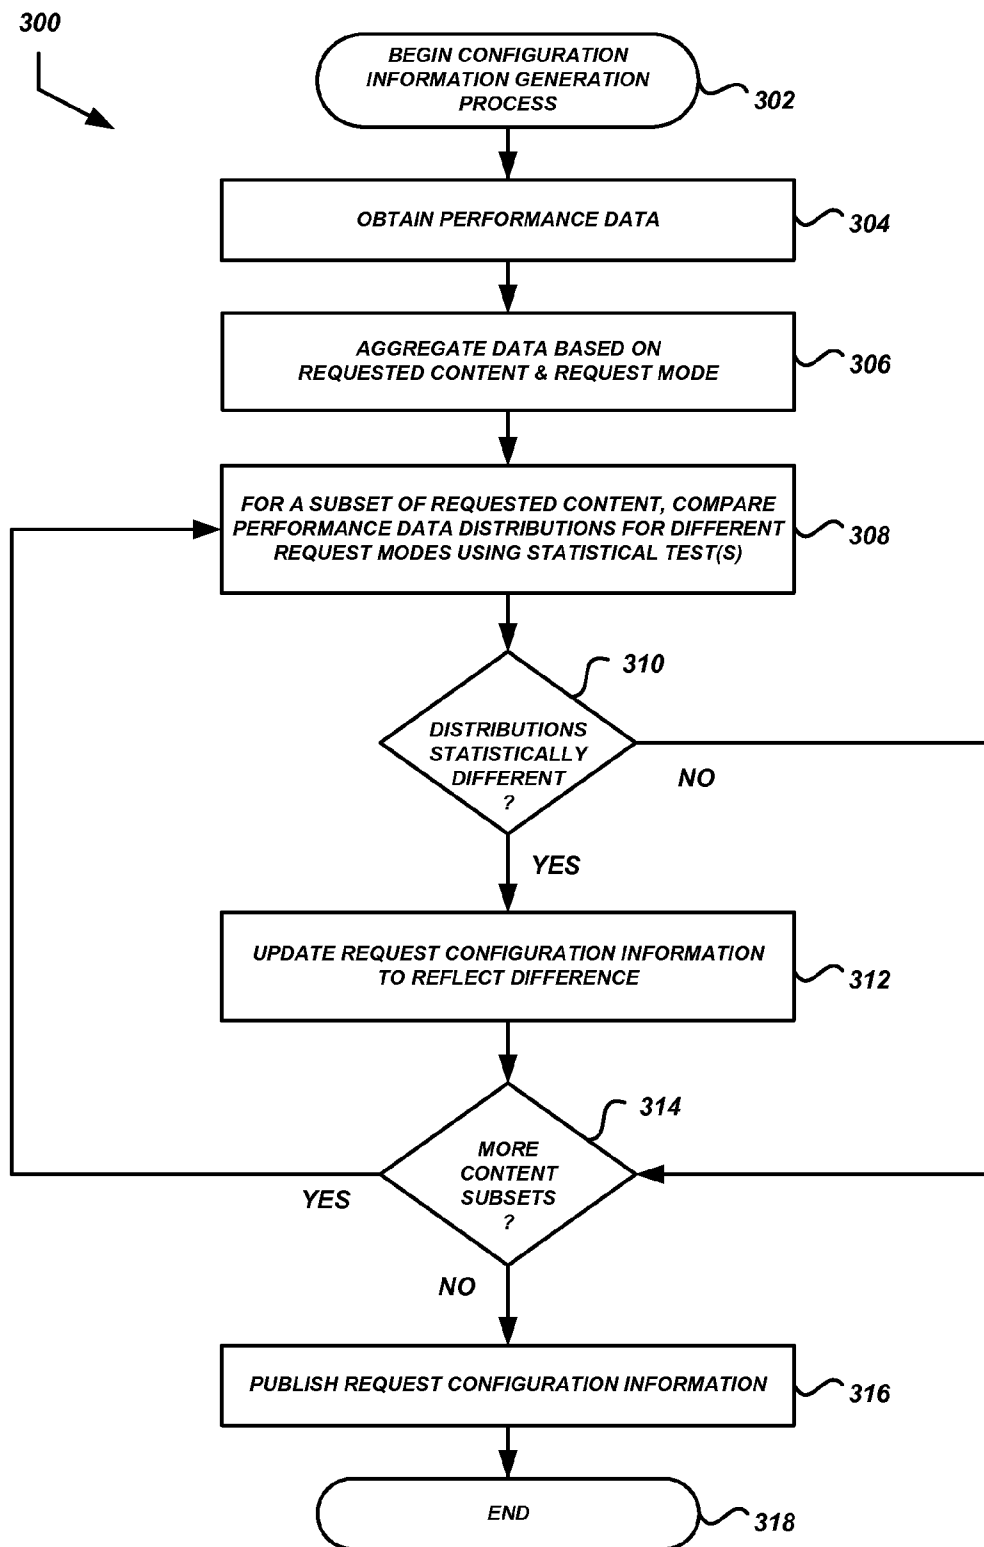 300
BEGIN CONFIGURATION
INFORMATION GENERATION
PROCESS
302
OBTAIN PERFORMANCE DATA
304
AGGREGATE DATA BASED ON
REQUESTED CONTENT & REQUEST MODE
306
FOR A SUBSET OF REQUESTED CONTENT, COMPARE
PERFORMANCE DATA DISTRIBUTIONS FOR DIFFERENT
REQUEST MODES USING STATISTICAL TEST(S)
308
310
DISTRIBUTIONS
STATISTICALLY
DIFFERENT
?
NO
YES
UPDATE REQUEST CONFIGURATION INFORMATION
TO REFLECT DIFFERENCE
312
314
MORE
CONTENT
SUBSETS
?
YES
NO
PUBLISH REQUEST CONFIGURATION INFORMATION
316
END
318